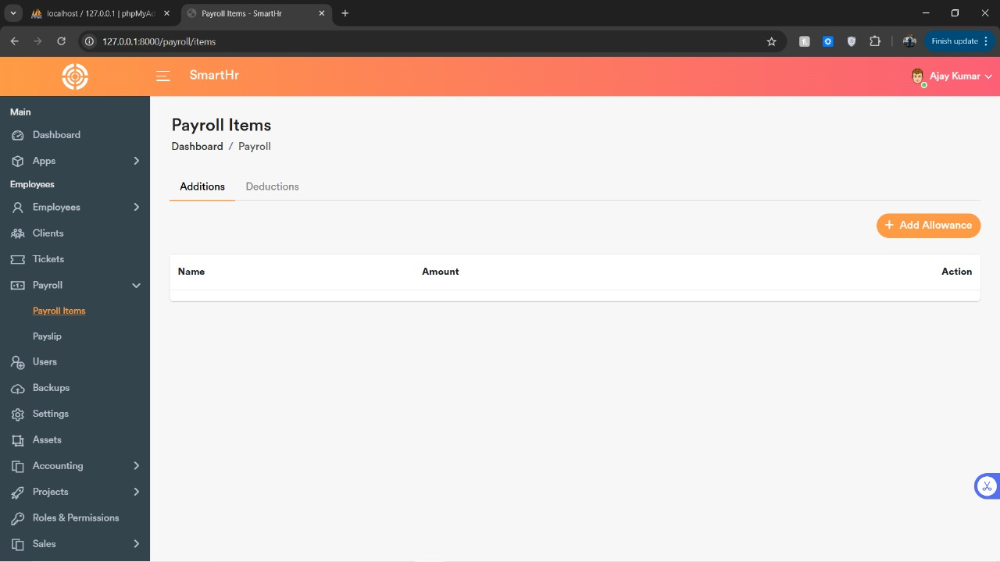 localhost / 127.0.0.1 | phpMyAd
Payroll Items - SmartHr
127.0.0.1:8000/payroll/items
Finish update
SmartHr
Ajay Kumar
Main
Dashboard
Apps
Employees
Employees
Clients
Tickets
Payroll
Payroll Items
Payslip
Users
Backups
Settings
Assets
Accounting
Projects
Roles & Permissions
Sales
Payroll Items
Dashboard / Payroll
Additions Deductions
+ Add Allowance
Name Amount Action